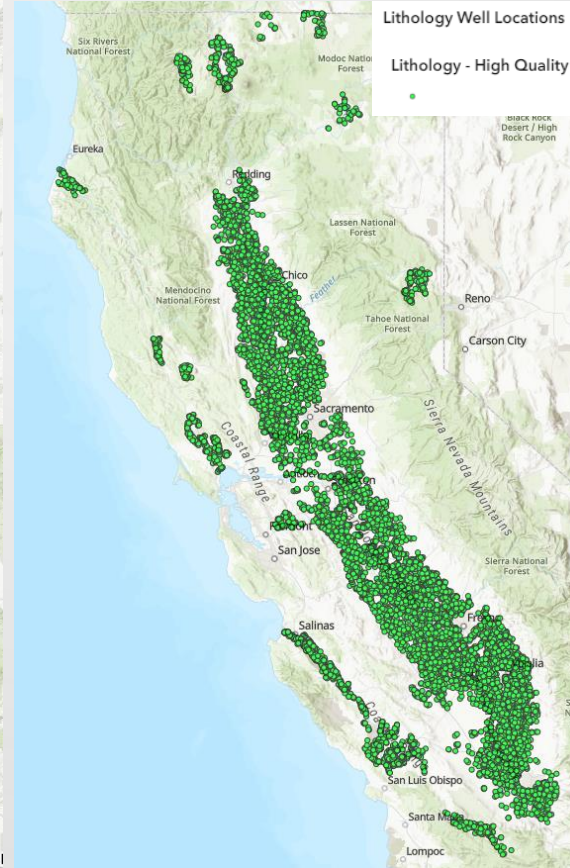 Lithology Well Locations
Lithology - High Quality
Six Rivers
National Forest
Modoc
Forest
Black Rock
Desert / High
Rock Canyon
Eureka
Redding
Lassen National
Forest
Chico
Feather
Mendocino
National Forest
Reno
Tahoe National
Forest
Carson City
Sacramento
Coastal Range
Sierra Nevada Mountains
San Jose
Sierra National
Forest
Salinas
San Luis Obispo
Santa
Lompoc